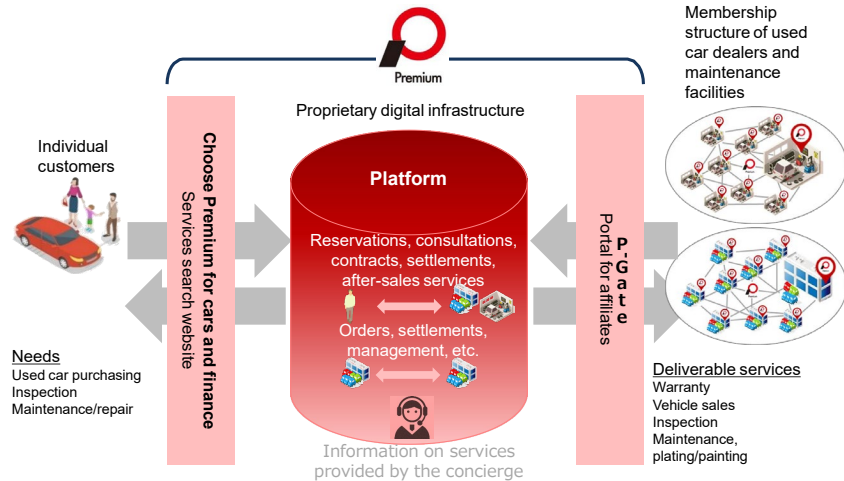 Premium
Membership
structure of used
car dealers and
maintenance
facilities
Proprietary digital infrastructure
Individual
customers
Choose Premium for cars and finance
Services search website
Platform
Reservations, consultations,
contracts, settlements,
after-sales services
Orders, settlements,
management, etc.
Information on services
provided by the concierge
P-Gate
Portal for affiliates
Needs
Used car purchasing
Inspection
Maintenance/repair
Deliverable services
Warranty
Vehicle sales
Inspection
Maintenance,
plating/painting